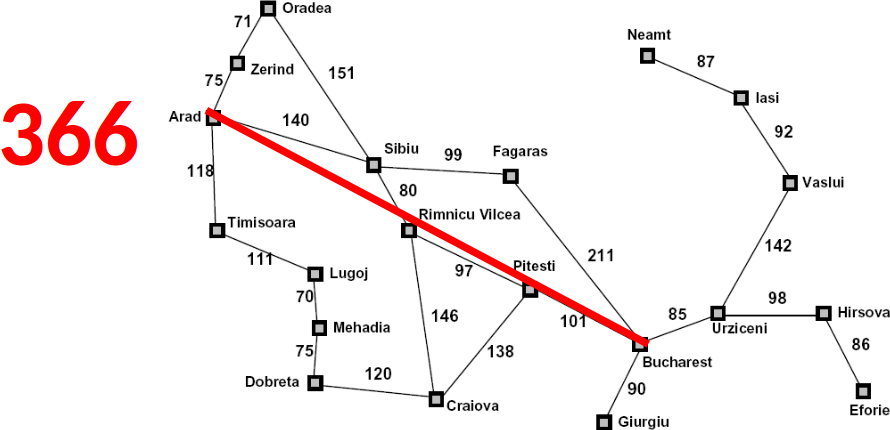 Oradea
71
Neamt
87
Zerind
151
75
Iasi
366
Arad
140
92
Sibiu
99
Fagaras
118
80
Vaslui
Rimnicu Vilcea
Timisoara
142
111
211
Lugoj
97
Pitesti
70
98
146
101
85
Hirsova
Mehadia
Urziceni
75
138
86
Bucharest
120
Dobreta
90
Craiova
Eforie
Giurgiu